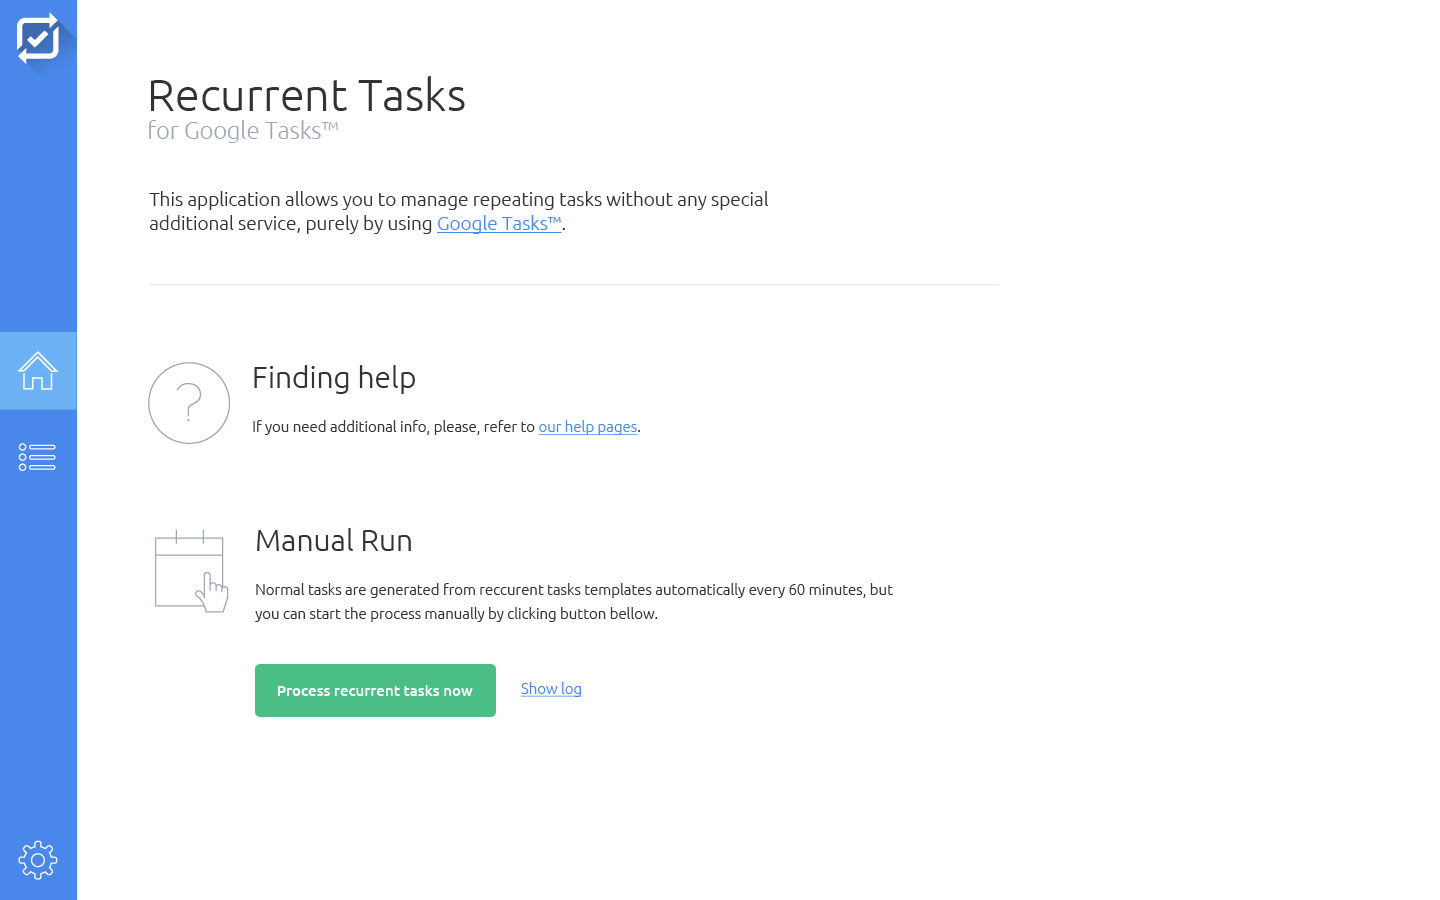 Recurrent Tasks
for Google Tasks™
This application allows you to manage repeating tasks without any special
additional service, purely by using Google Tasks™.
Finding help
If you need additional info, please, refer to our help pages.
Manual Run
Normal tasks are generated from reccurent tasks templates automatically every 60 minutes, but
you can start the process manually by clicking button bellow.
Process recurrent tasks now
Show log